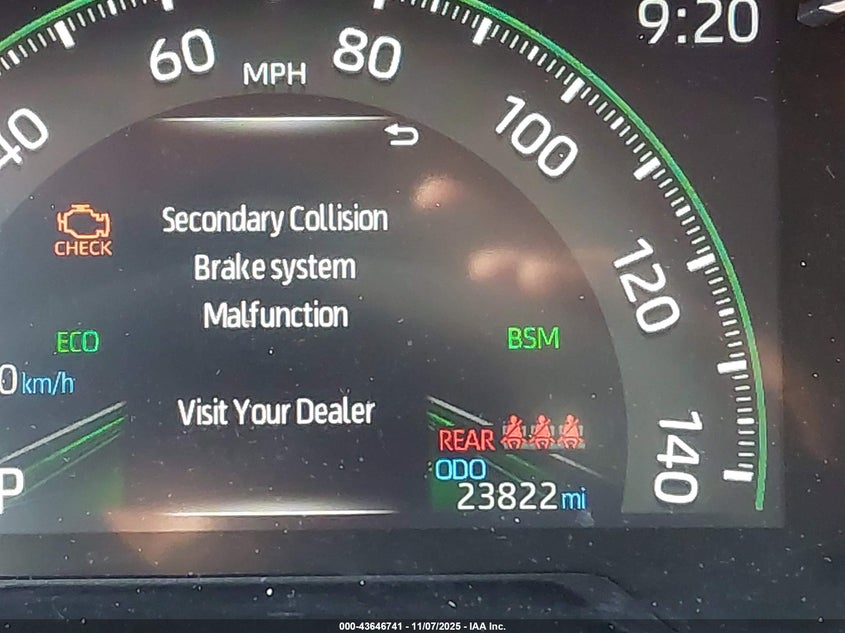 9:20
60
80
MPH
40
100
120
140
CHECK
Secondary Collision
Brake system
Malfunction
Visit Your Dealer
ECO
0 km/h
BSM
REAR
ODO
23822 mi
P
000-43646741 - 11/07/2025 - IAA Inc.